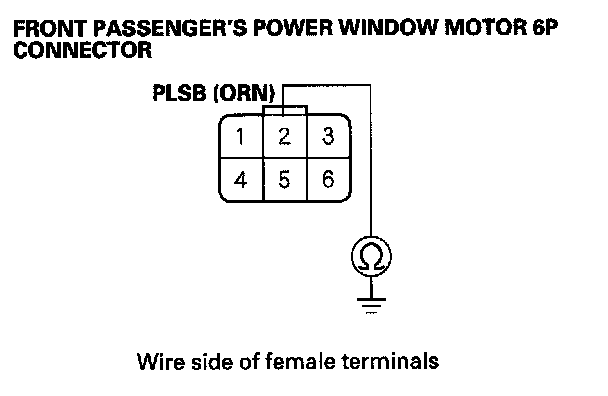 FRONT PASSENGER'S POWER WINDOW MOTOR 6P
CONNECTOR
PLSB (ORN)
1 2 3
4 5 6
Ω
Wire side of female terminals